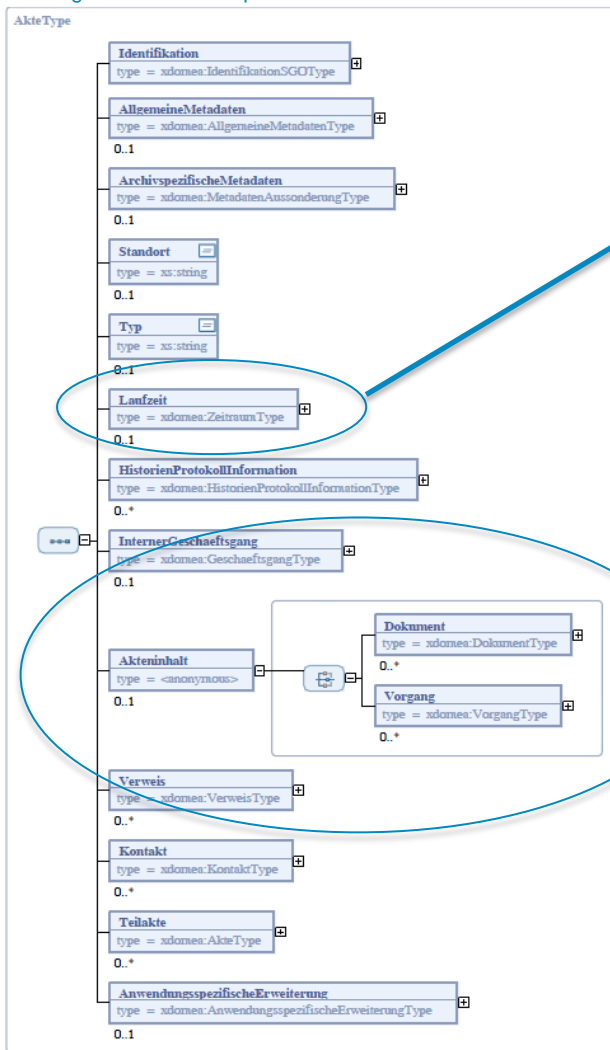 AkteType
Identifikation
type = xdomea:IdentifikationSGOType
AllgemeineMetadaten
type = xdomea:AllgemeineMetadatenType
0..1
ArchivspezifischeMetadaten
type = xdomea:MetadatenAussonderungType
0..1
Standort
type = xs:string
0..1
Typ
type = xs:string
0..1
Laufzeit
type = xdomea:ZeitraumType
0..1
HistorienProtokollInformation
type = xdomea:HistorienProtokollInformationType
0..*
InternerGeschaeftsgang
type = xdomea:GeschaeftsgangType
0..1
Dokument
type = xdomea:DokumentType
0..*
Akteninhalt
type = <anonymous>
0..1
Vorgang
type = xdomea:VorgangType
0..*
Verweis
type = xdomea:VerweisType
0..*
Kontakt
type = xdomea:KontaktType
0..*
Teilakte
type = xdomea:AkteType
0..*
AnwendungsspezifischeErweiterung
type = xdomea:AnwendungsspezifischeErweiterungType
0..1